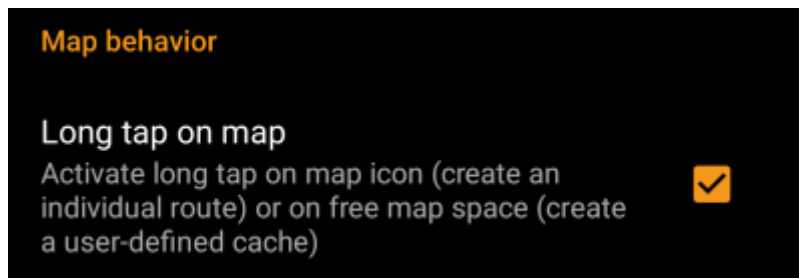 Map behavior
Long tap on map
Activate long tap on map icon (create an
individual route) or on free map space (create
a user-defined cache)